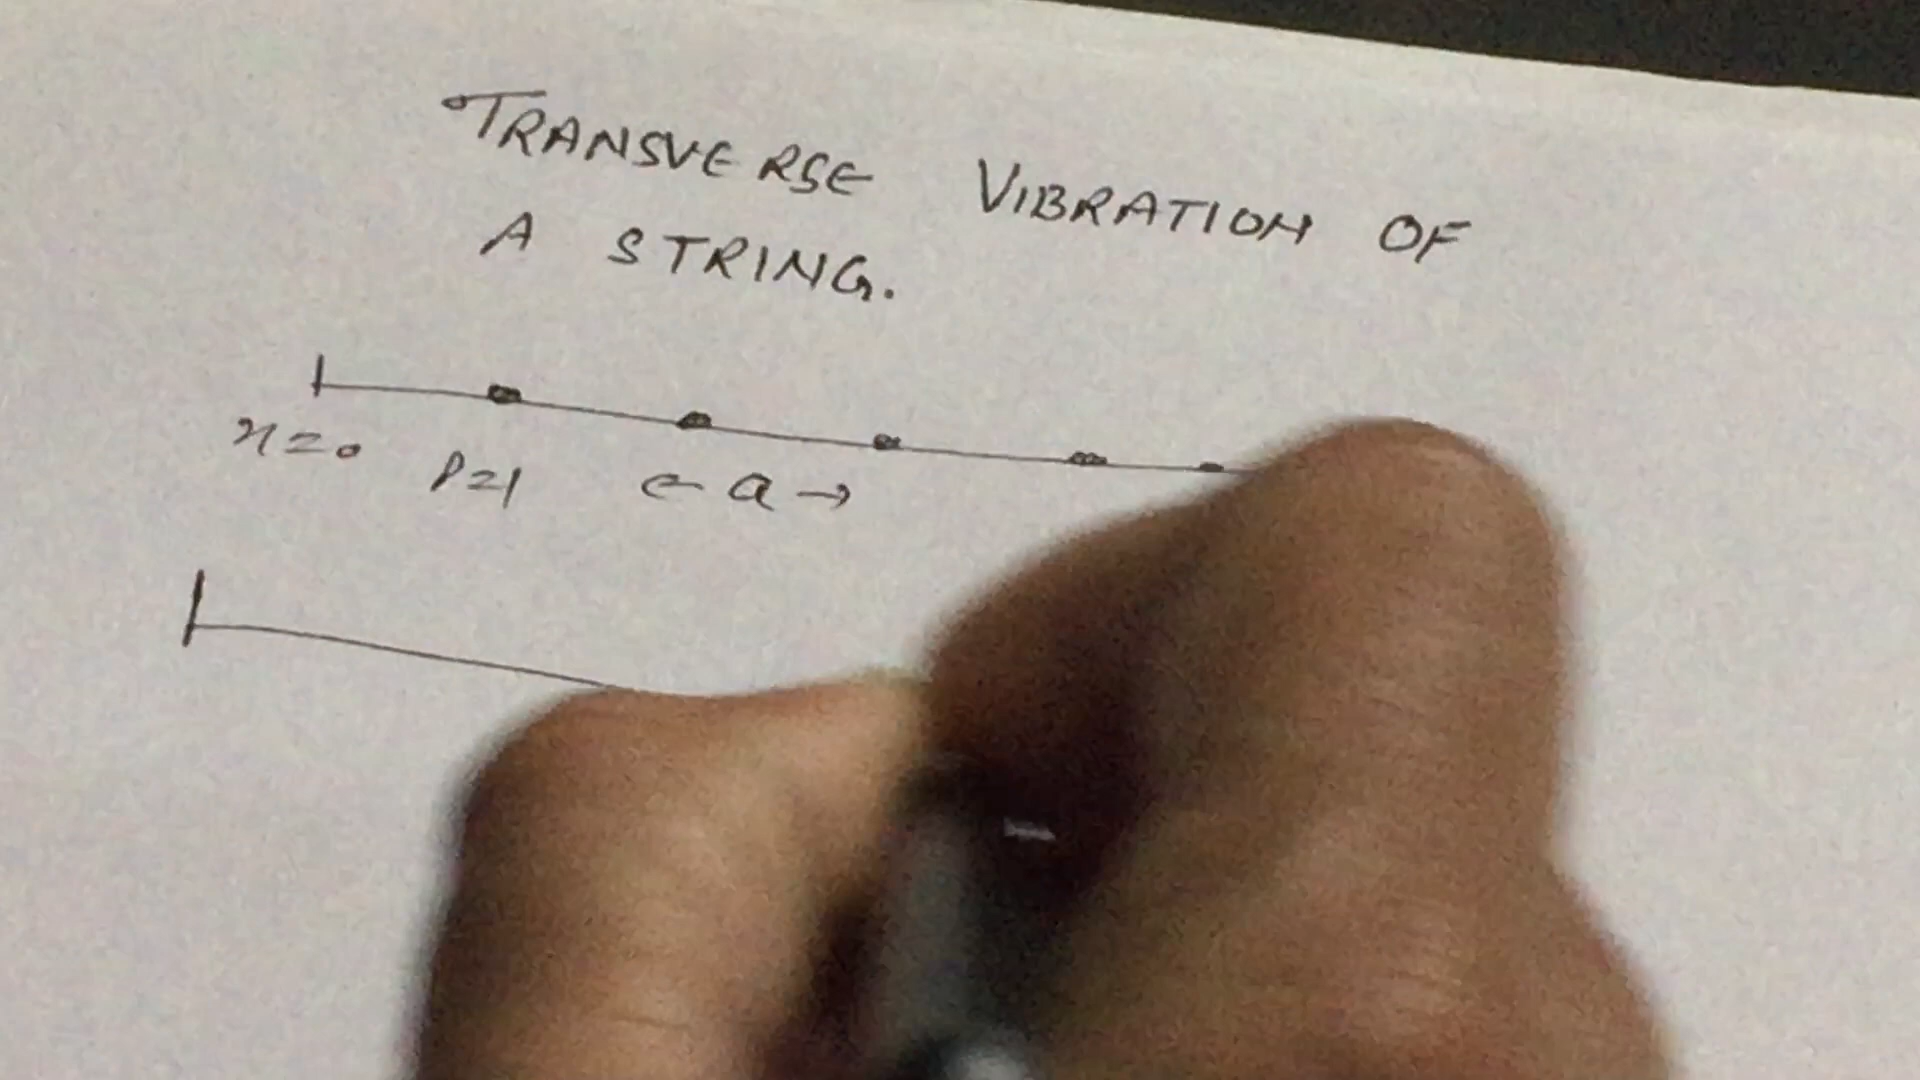 TRANSVERSE VIBRATION OF
A STRING.
x=0 P=1 ← a →